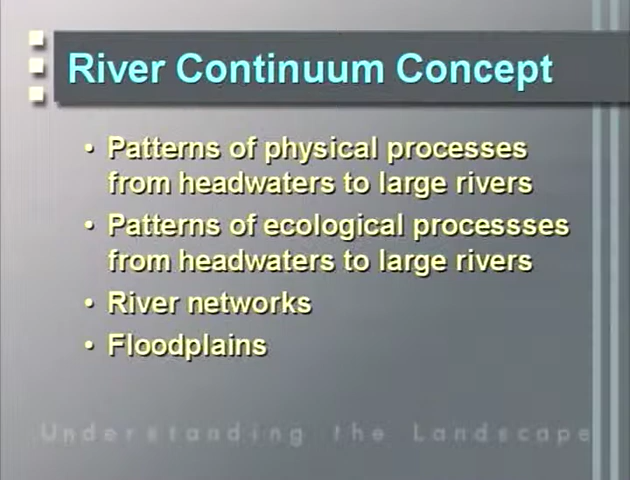 River Continuum Concept
• Patterns of physical processes
from headwaters to large rivers
• Patterns of ecological processses
from headwaters to large rivers
• River networks
• Floodplains
Understanding the Landscape